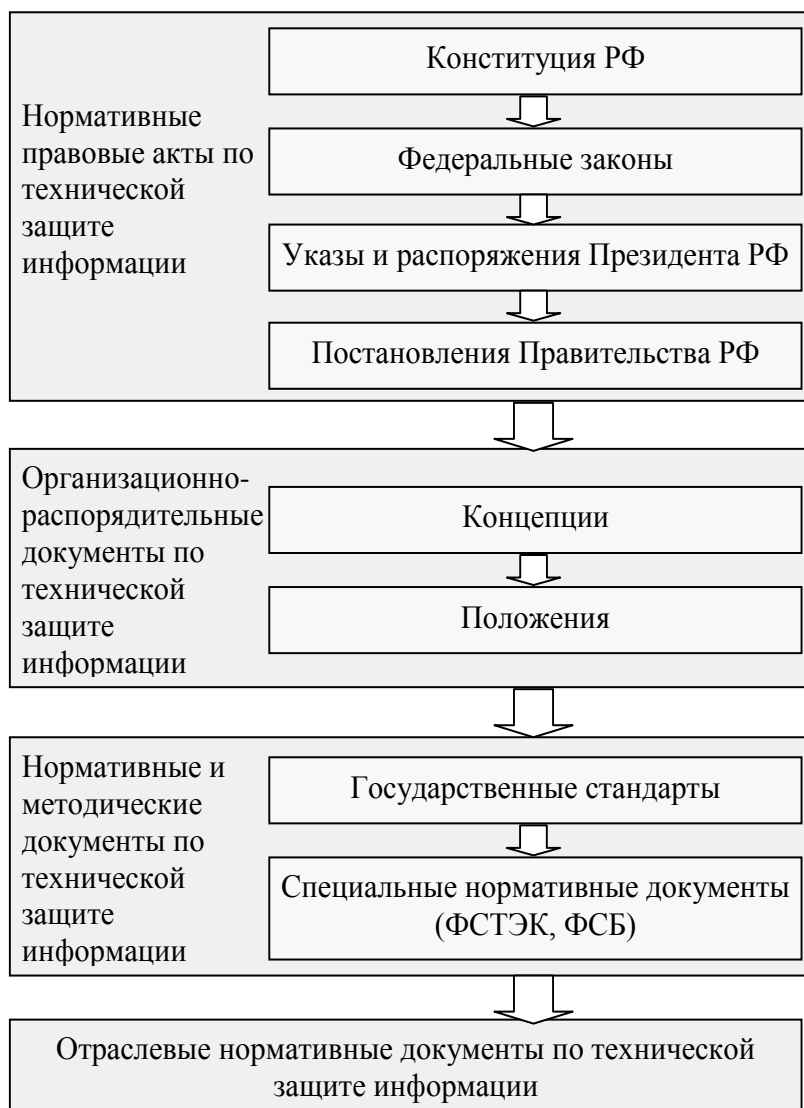 Нормативные
правовые акты по
технической
защите
информации
Конституция РФ
Федеральные законы
Указы и распоряжения Президента РФ
Постановления Правительства РФ
Организационно-
распорядительные
документы по
технической
защите
информации
Концепции
Положения
Нормативные и
методические
документы по
технической
защите
информации
Государственные стандарты
Специальные нормативные документы
(ФСТЭК, ФСБ)
Отраслевые нормативные документы по технической
защите информации